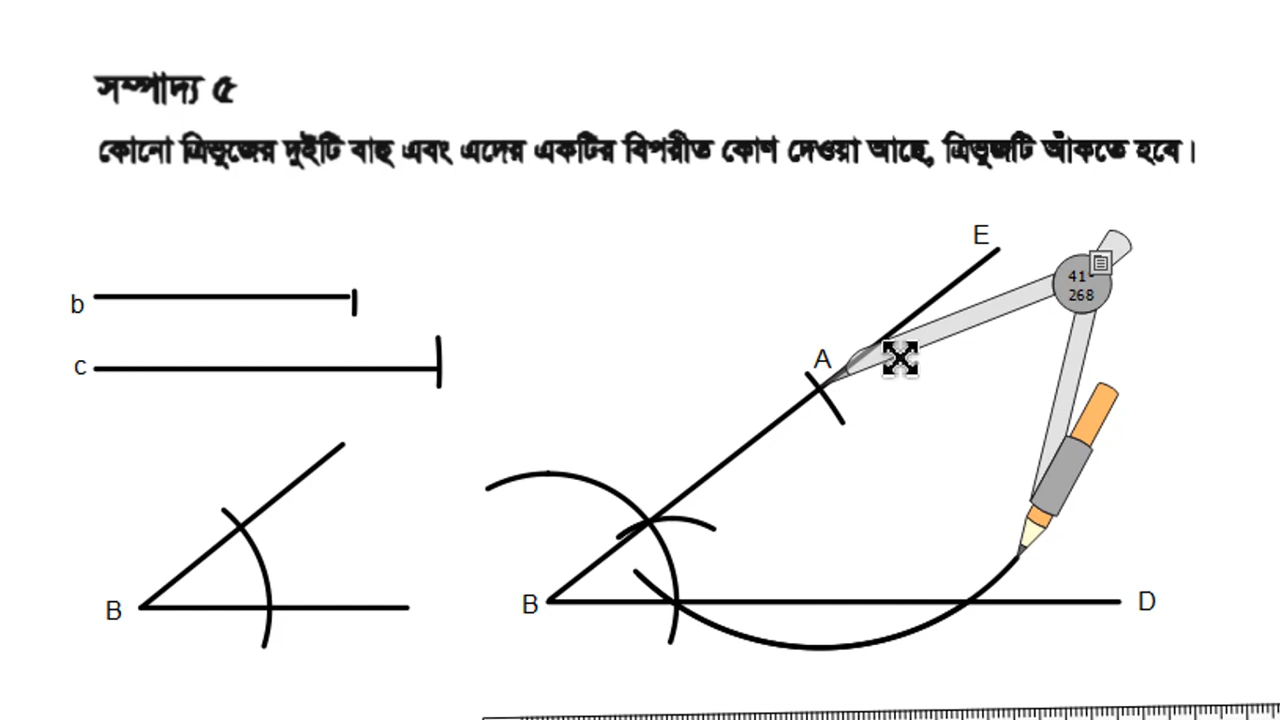 সম্পাদ্য ৫
কোনো ত্রিভুজের দুইটি বাহু এবং এদের একটির বিপরীত কোণ দেওয়া আছে, ত্রিভুজটি আঁকতে হবে।
E
41°
268
b
A
c
B
B
D